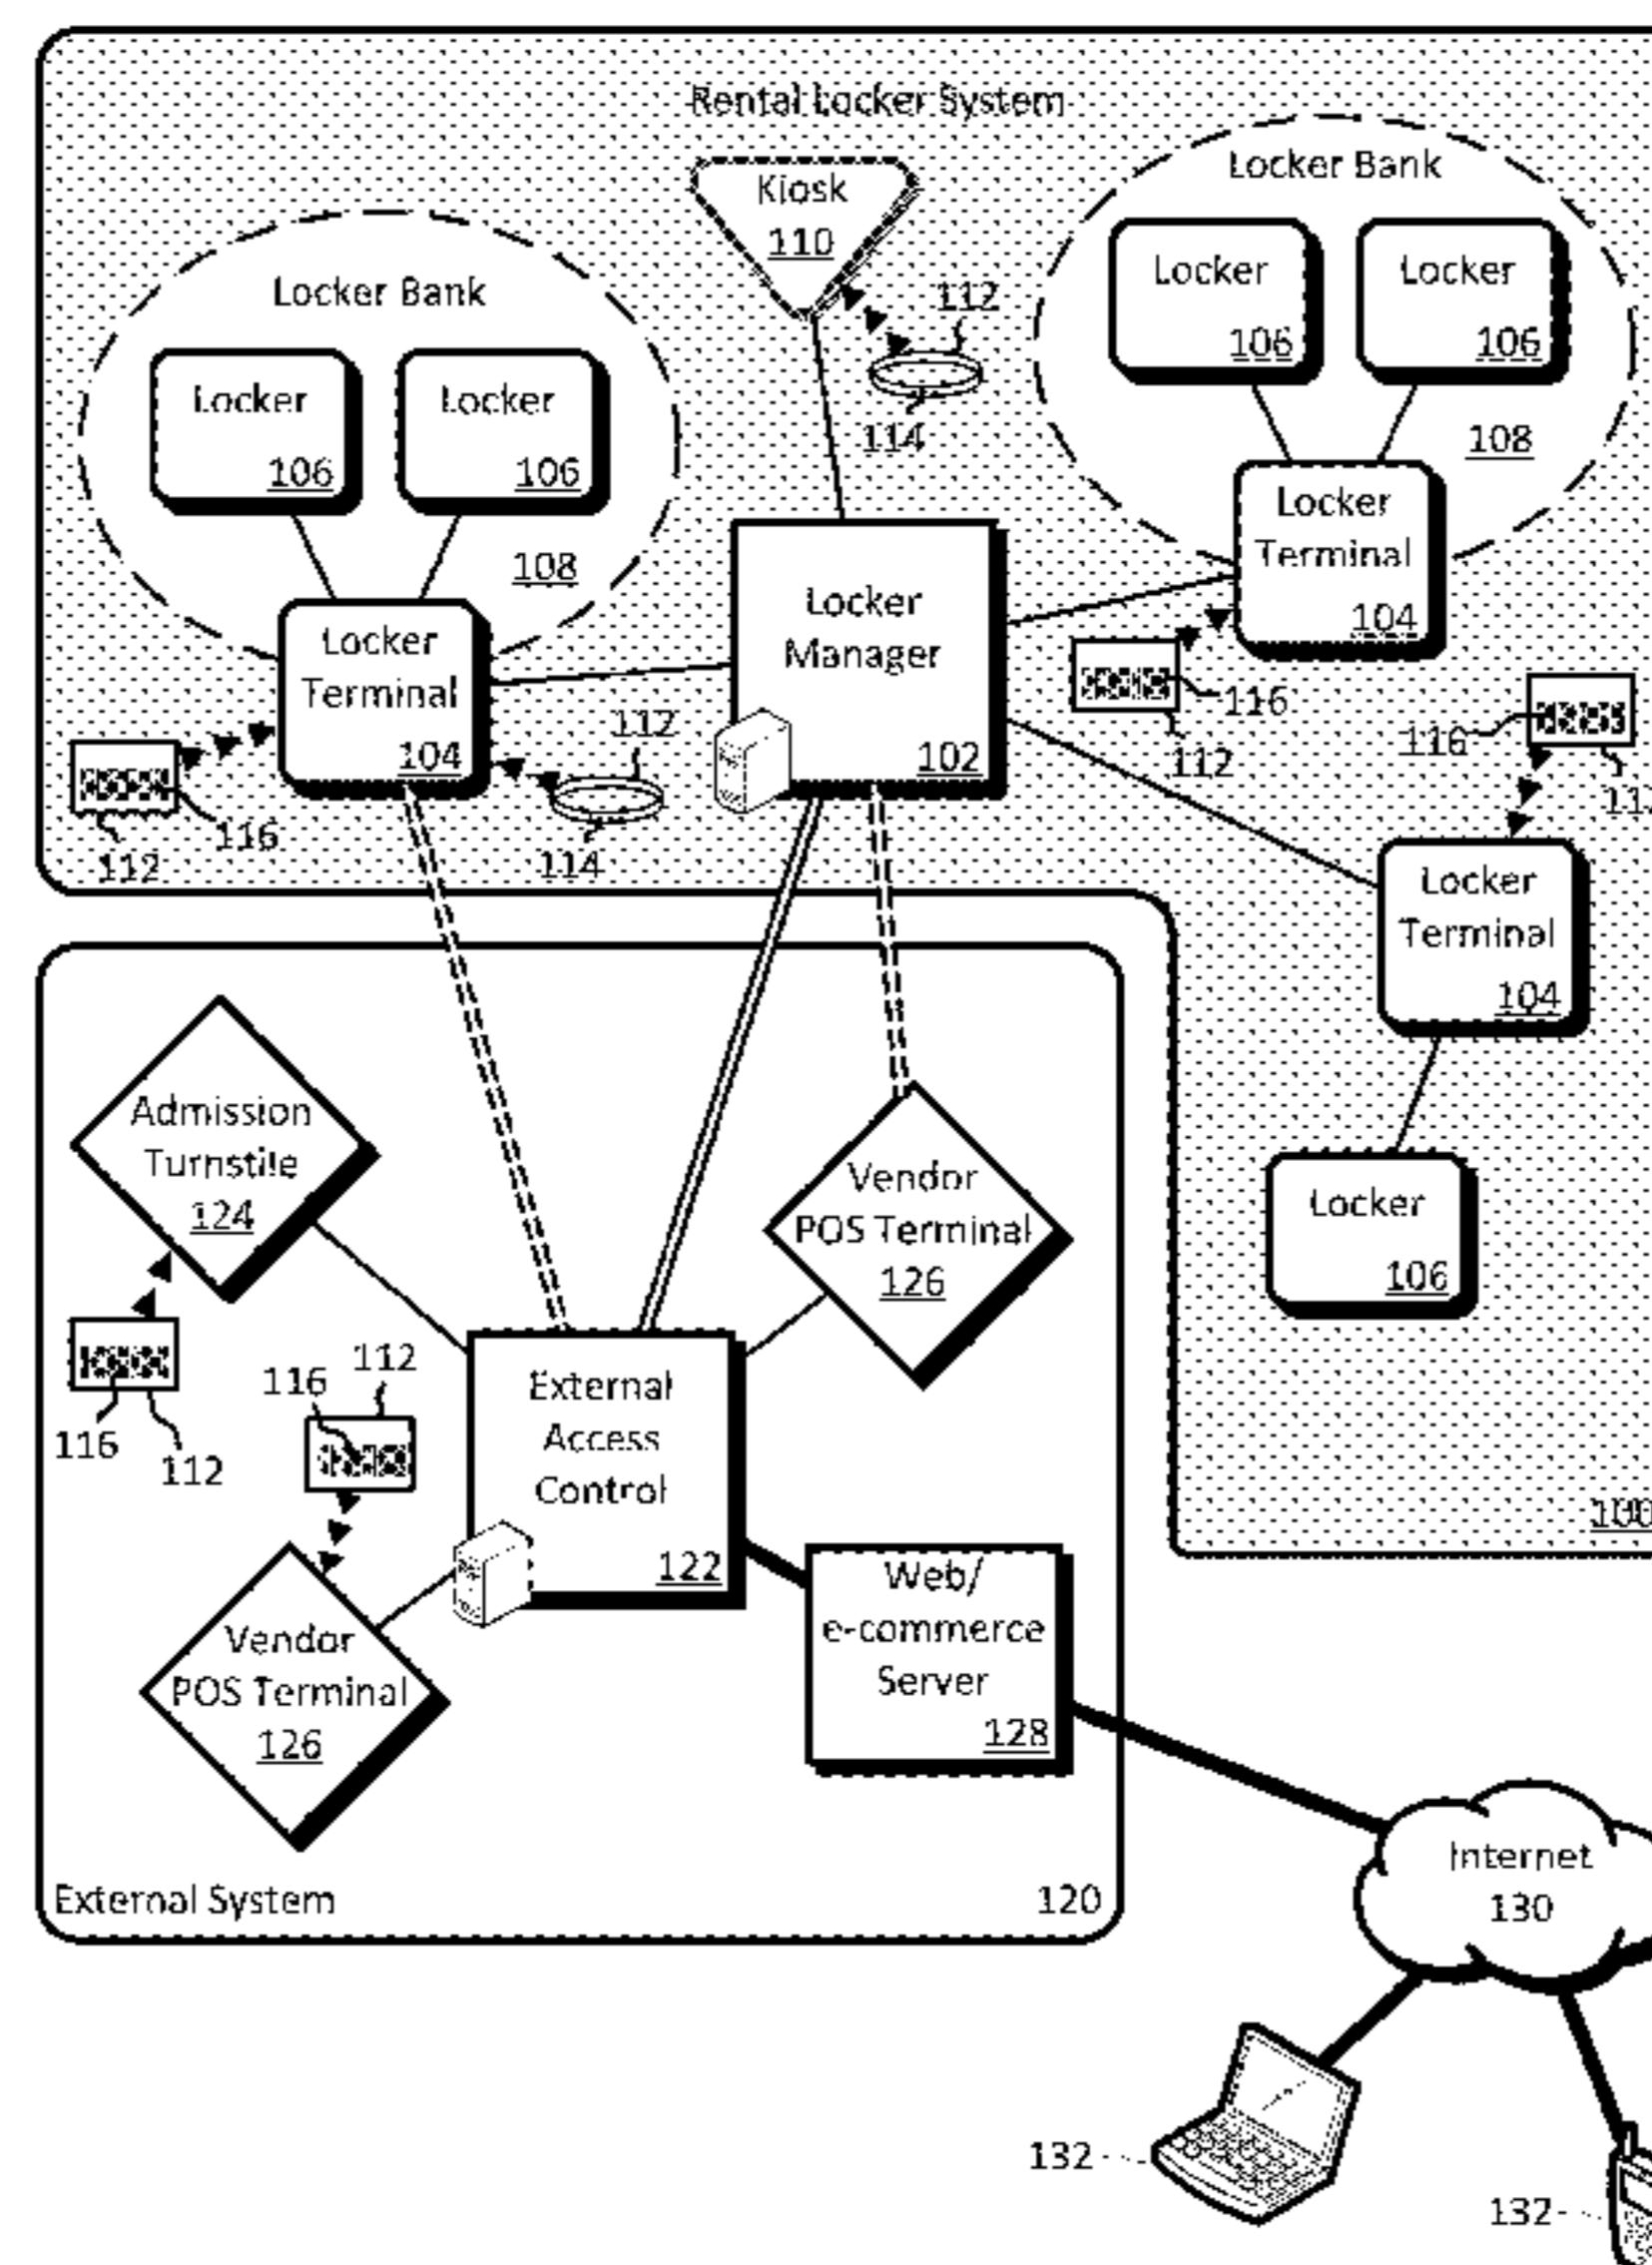 Rental Locker System
Locker Bank
Kiosk
110
Locker
106
Locker
106
112
114
108
Locker Bank
Locker
106
Locker
106
108
Locker
Terminal
104
Locker
Manager
102
Locker
Terminal
104
116
112
112
114
116
112
116
Locker
Terminal
104
Locker
106
100
Admission
Turnstile
124
Vendor
POS Terminal
126
116
112
116
112
External
Access
Control
122
Vendor
POS Terminal
126
Web/
e-commerce
Server
128
External System
120
Internet
130
132
132